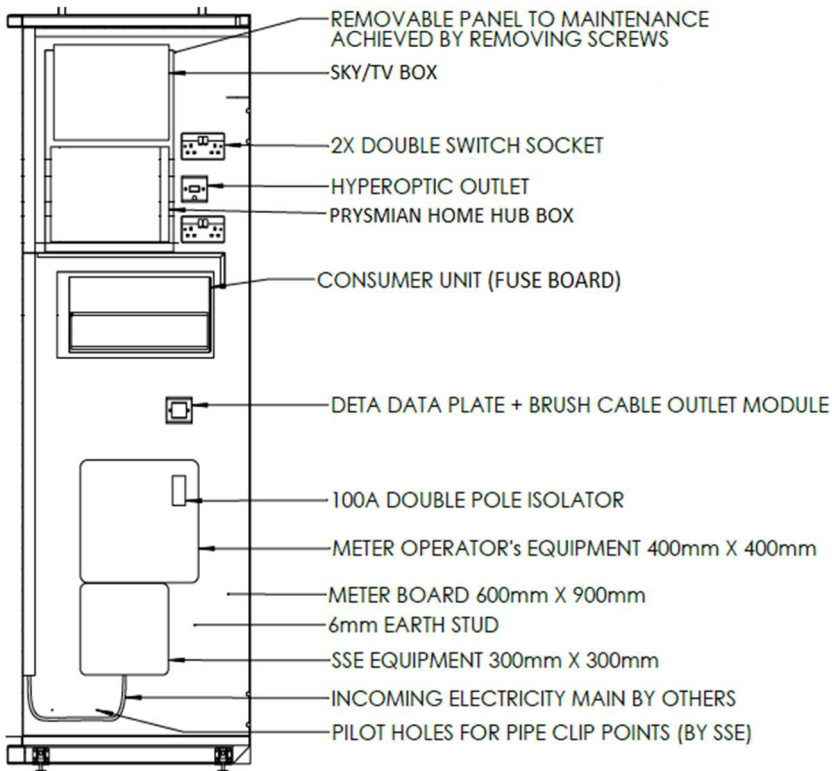 REMOVABLE PANEL TO MAINTENANCE
ACHIEVED BY REMOVING SCREWS
SKY/TV BOX
2X DOUBLE SWITCH SOCKET
HYPEROPTIC OUTLET
PRYSMIAN HOME HUB BOX
CONSUMER UNIT (FUSE BOARD)
DETA DATA PLATE + BRUSH CABLE OUTLET MODULE
100A DOUBLE POLE ISOLATOR
METER OPERATOR's EQUIPMENT 400mm X 400mm
METER BOARD 600mm X 900mm
6mm EARTH STUD
SSE EQUIPMENT 300mm X 300mm
INCOMING ELECTRICITY MAIN BY OTHERS
PILOT HOLES FOR PIPE CLIP POINTS (BY SSE)